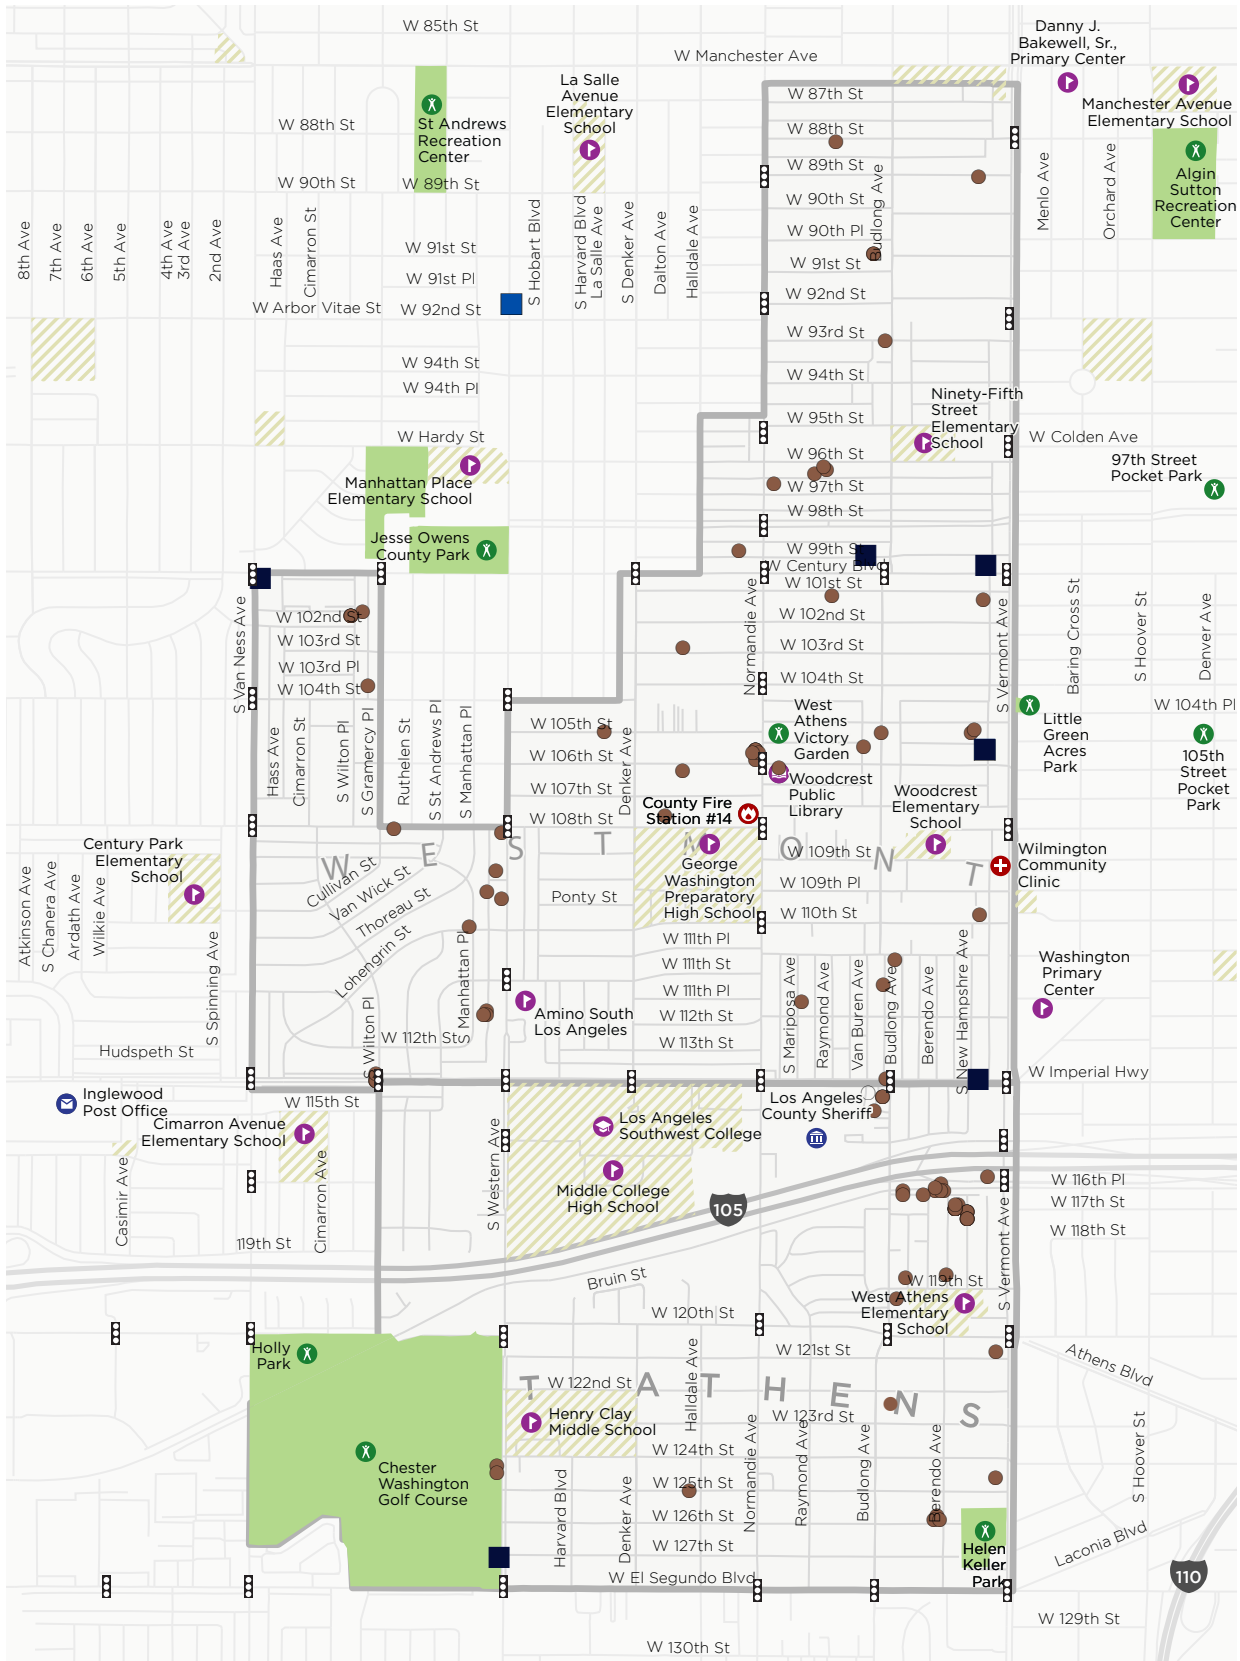 W 85th St
W Manchester Ave
Danny J.
Bakewell, Sr.,
Primary Center
La Salle
Avenue
Elementary
School
W 87th St
Manchester Avenue
Elementary School
St Andrews
Recreation
Center
W 88th St
W 88th St
W 89th St
Algin
Sutton
Recreation
Center
W 90th St
W 89th St
W 90th St
W 90th Pl
W 91st St
W 91st St
W 91st Pl
W 92nd St
W Arbor Vitae St
W 92nd St
8th Ave
7th Ave
6th Ave
5th Ave
4th Ave
3rd Ave
2nd Ave
Haas Ave
Cimarron St
S Hobart Blvd
S Harvard Blvd
La Salle Ave
S Denker Ave
Dalton Ave
Halldale Ave
Budlong Ave
Menlo Ave
Orchard Ave
W 93rd St
W 94th St
W 94th St
W 94th Pl
Ninety-Fifth
Street
Elementary
School
W 95th St
W Hardy St
W Colden Ave
W 96th St
97th Street
Pocket Park
Manhattan Place
Elementary School
W 97th St
W 98th St
Jesse Owens
County Park
W 99th St
W Century Blvd
W 101st St
W 102nd St
W 102nd St
W 103rd St
W 103rd St
W 103rd Pl
W 104th St
W 104th St
S Van Ness Ave
Normandie Ave
S Vermont Ave
Baring Cross St
S Hoover St
Denver Ave
W 104th Pl
West
Athens
Victory
Garden
Little
Green
Acres
Park
105th
Street
Pocket
Park
W 105th St
W 106th St
W 107th St
W 108th St
Hass Ave
Cimarron St
S Wilton Pl
S Gramercy Pl
Ruthelen St
S St Andrews Pl
S Manhattan Pl
Denker Ave
Woodcrest
Public
Library
County Fire
Station #14
Woodcrest
Elementary
School
Century Park
Elementary
School
W E S T M O N T
W 109th St
Wilmington
Community
Clinic
George
Washington
Preparatory
High School
W 109th Pl
Cullivan St
Van Wick St
Thoreau St
Lohengrin St
Ponty St
W 110th St
Atkinson Ave
S Chanera Ave
Ardath Ave
Wilkie Ave
S Spinning Ave
W 111th Pl
W 111th St
W 111th Pl
W 112th St
W 113th St
Washington
Primary
Center
S Manhattan Pl
S Wilton Pl
W 112th St
Amino South
Los Angeles
S Mariposa Ave
Raymond Ave
Van Buren Ave
Budlong Ave
Berendo Ave
S New Hampshire Ave
Hudspeth St
W Imperial Hwy
Inglewood
Post Office
W 115th St
Cimarron Avenue
Elementary School
Los Angeles
Southwest College
Los Angeles
County Sheriff
Middle College
High School
S Western Ave
Casimir Ave
Cimarron Ave
W 116th Pl
W 117th St
W 118th St
105
119th St
Bruin St
W 119th St
S Vermont Ave
West Athens
Elementary
School
W 120th St
Holly
Park
W 121st St
Athens Blvd
W 122nd St
T A T H E N S
Henry Clay
Middle School
W 123rd St
W 124th St
Halldale Ave
Chester
Washington
Golf Course
W 125th St
W 126th St
W 127th St
Harvard Blvd
Denker Ave
Normandie Ave
Raymond Ave
Budlong Ave
Berendo Ave
S Hoover St
Helen
Keller
Park
Laconia Blvd
W El Segundo Blvd
110
W 129th St
W 130th St